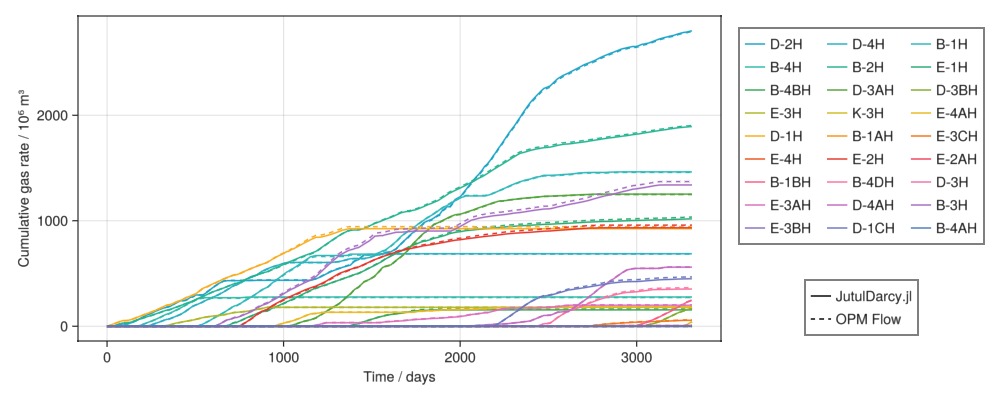 Cumulative gas rate / 10⁶ m³
2000
1000
0
0 1000 2000 3000
Time / days
D-2H D-4H B-1H
B-4H B-2H E-1H
B-4BH D-3AH D-3BH
E-3H K-3H E-4AH
D-1H B-1AH E-3CH
E-4H E-2H E-2AH
B-1BH B-4DH D-3H
E-3AH D-4AH B-3H
E-3BH D-1CH B-4AH
JutulDarcy.jl
OPM Flow